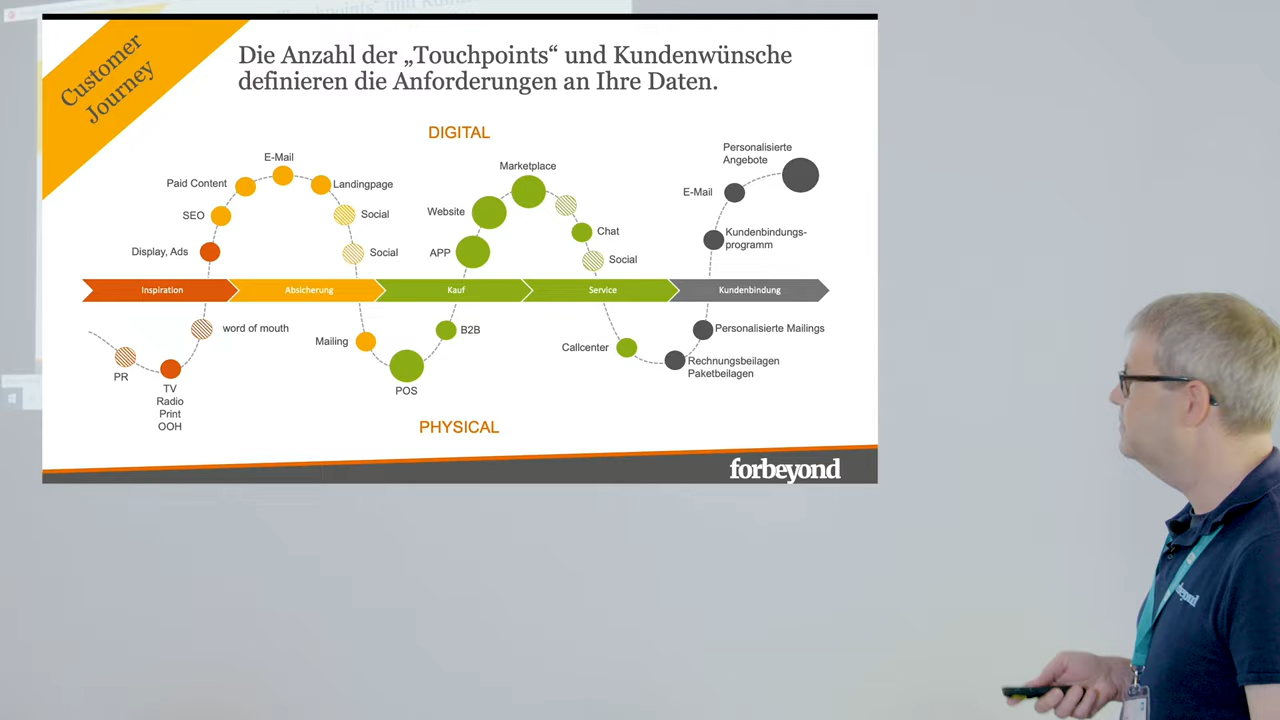 Customer
Journey
Die Anzahl der „Touchpoints“ und Kundenwünsche
definieren die Anforderungen an Ihre Daten.
DIGITAL
E-Mail
Paid Content
Landingpage
SEO
Social
Display, Ads
Social
Marketplace
Website
APP
Chat
Social
Personalisierte
Angebote
E-Mail
Kundenbindungs-
programm
Inspiration
Absicherung
Kauf
Service
Kundenbindung
word of mouth
PR
TV
Radio
Print
OOH
Mailing
POS
B2B
Callcenter
Personalisierte Mailings
Rechnungsbeilagen
Paketbeilagen
PHYSICAL
forbeyond